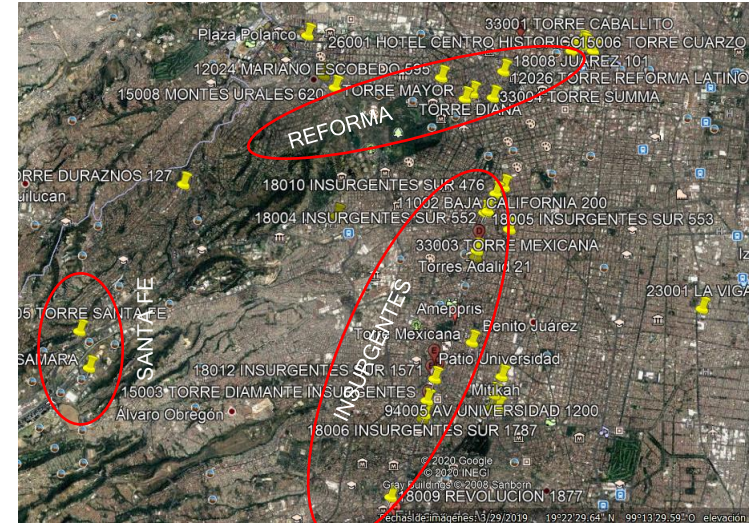 33001 TORRE CABALLITO
Plaza Polanco
26001 HOTEL CENTRO HISTORICO
15006 TORRE CUARZO
18008 JUAREZ 101
12024 MARIANO ESCOBEDO 595
12026 TORRE REFORMA LATINO
15008 MONTES URALES 620
TORRE MAYOR
33004 TORRE SUMMA
TORRE DIANA
REFORMA
ORRE DURAZNOS 127
uilucan
18010 INSURGENTES SUR 476
11002 BAJA CALIFORNIA 200
18004 INSURGENTES SUR 552
18005 INSURGENTES SUR 553
33003 TORRE MEXICANA
Torres Adalid 21
Iz
23001 LA VIGA
05 TORRE SANTA FE
SANTA FE
SAMARA
INSURGENTES
Ameppris
Torre Mexicana
Benito Juárez
Patio Universidad
18012 INSURGENTES SUR 1571
15003 TORRE DIAMANTE INSURGENTES
Mitikah
Álvaro Obregón
94005 AV UNIVERSIDAD 1200
18006 INSURGENTES SUR 1787
© 2020 Google
© 2020 INEGI
Gray Buildings © 2008 Sanborn
18009 REVOLUCION 1877
Fechas de imágenes: 3/29/2019 19°22'29.64" N 99°13'29.59" O elevación